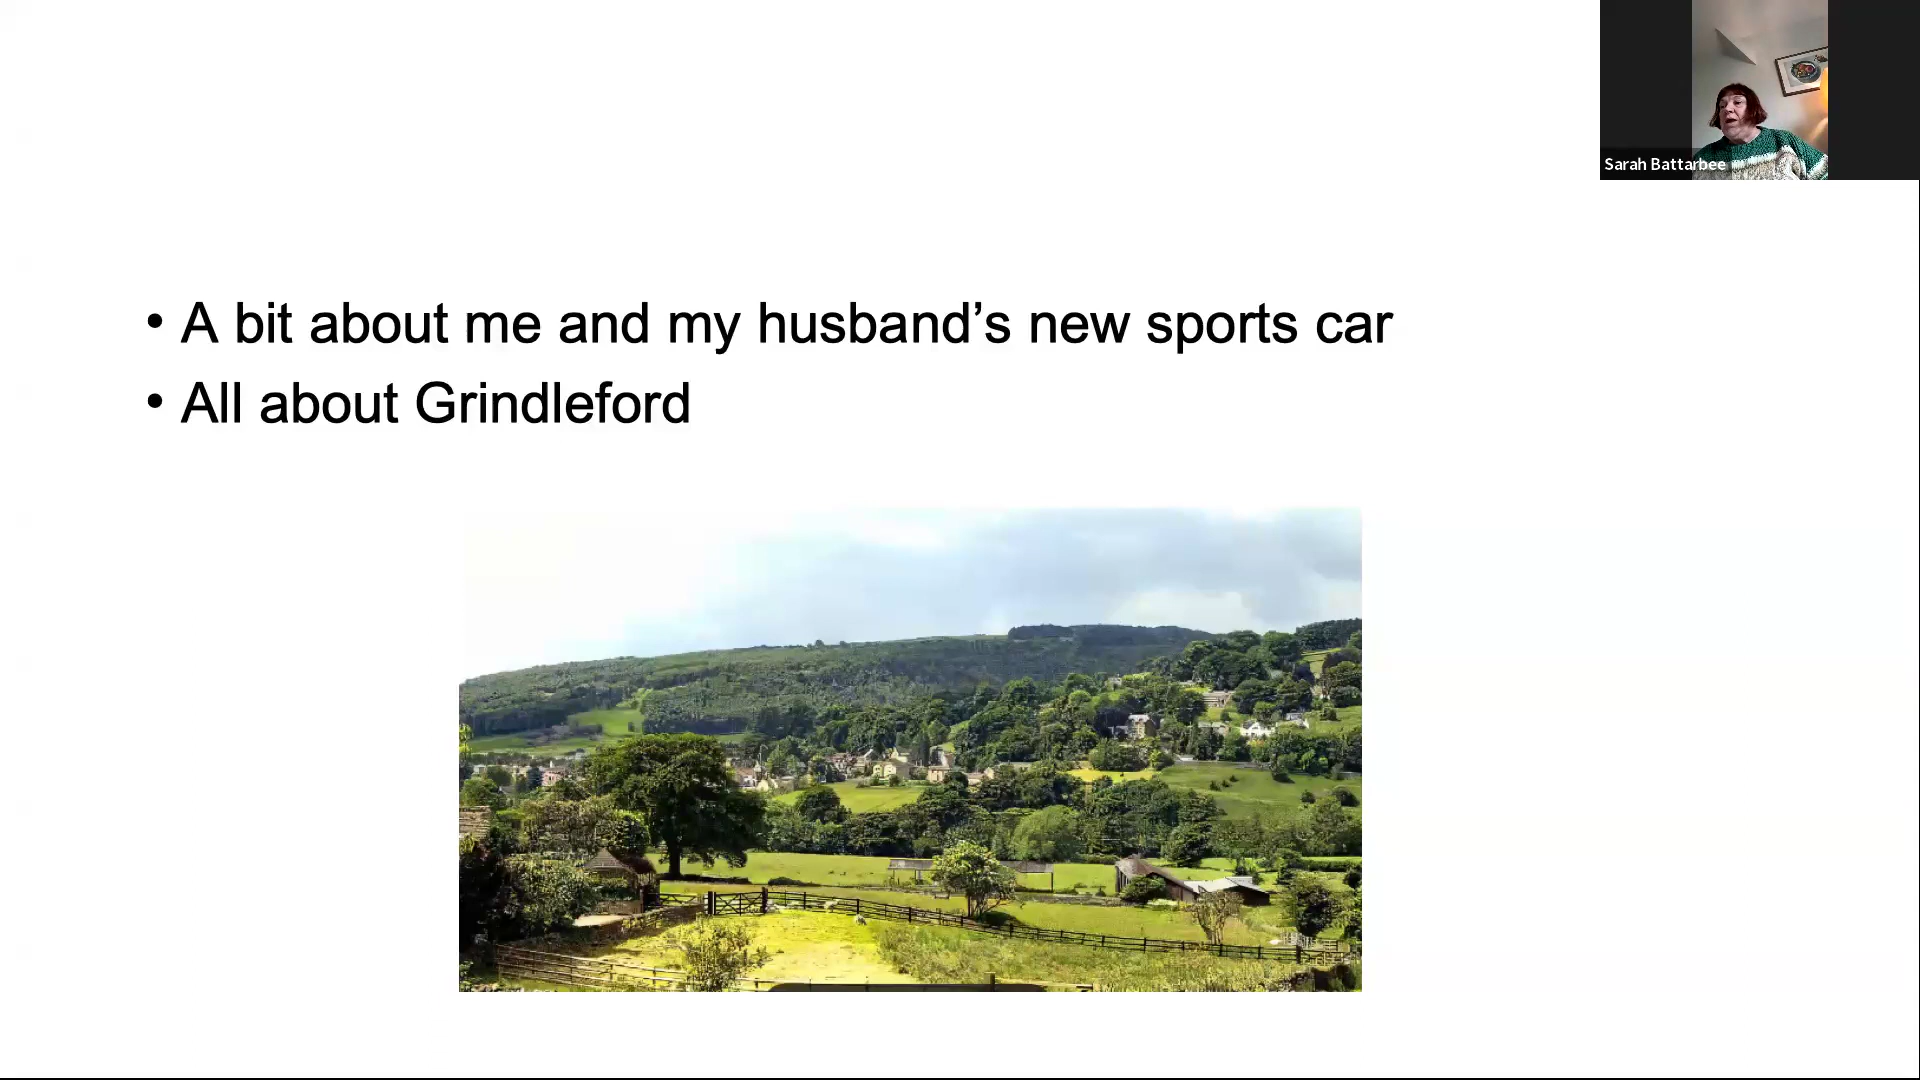 Sarah Battarbee
• A bit about me and my husband’s new sports car
• All about Grindleford